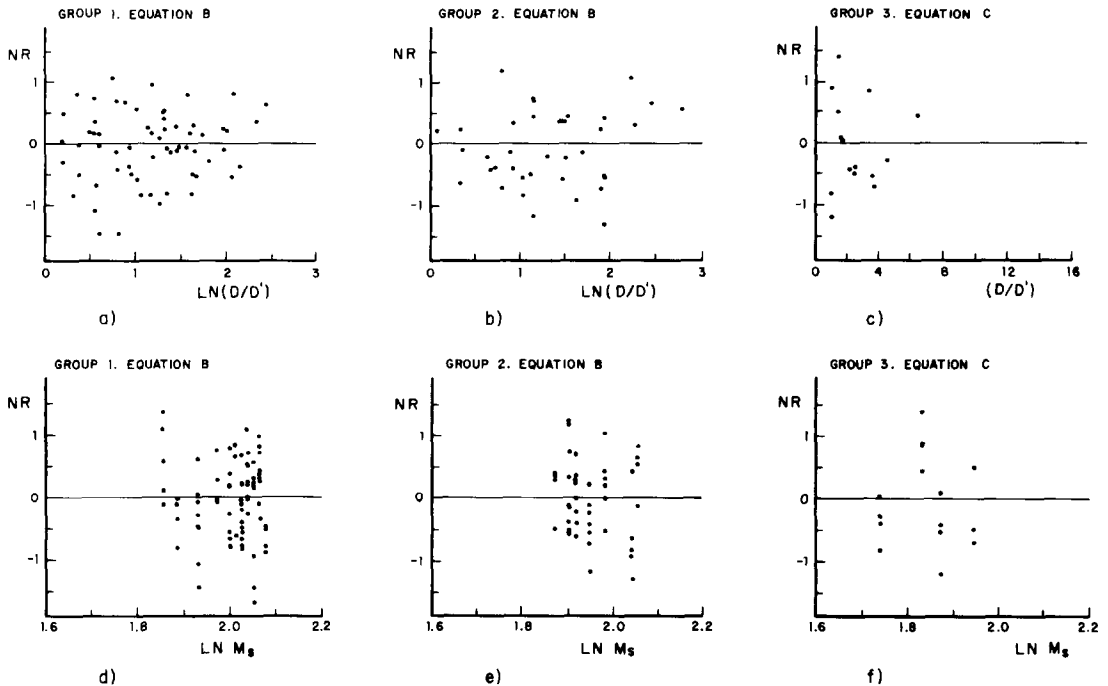 GROUP 1. EQUATION B
NR
1
0
-1
0 1 2 3
LN(D/D')
a)
GROUP 2. EQUATION B
NR
1
0
-1
0 1 2 3
LN(D/D')
b)
GROUP 3. EQUATION C
NR
1
0
-1
0 4 8 12 16
(D/D')
c)
GROUP 1. EQUATION B
NR
1
0
-1
1.6 1.8 2.0 2.2
LN Ms
d)
GROUP 2. EQUATION B
NR
1
0
-1
1.6 1.8 2.0 2.2
LN Ms
e)
GROUP 3. EQUATION C
NR
1
0
-1
1.6 1.8 2.0 2.2
LN Ms
f)